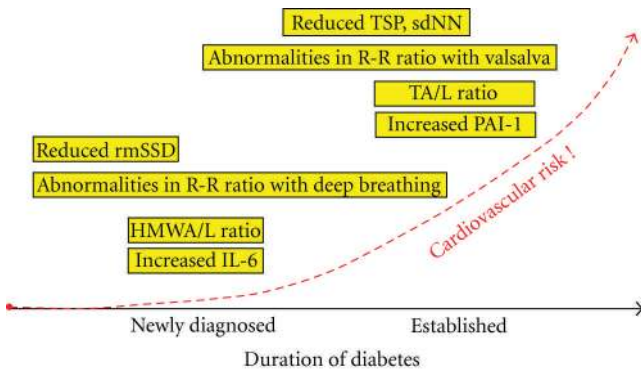 Reduced TSP, sdNN
Abnormalities in R-R ratio with valsalva
TA/L ratio
Increased PAI-1
Reduced rmSSD
Abnormalities in R-R ratio with deep breathing
HMWA/L ratio
Increased IL-6
Cardiovascular risk!
Newly diagnosed
Established
Duration of diabetes